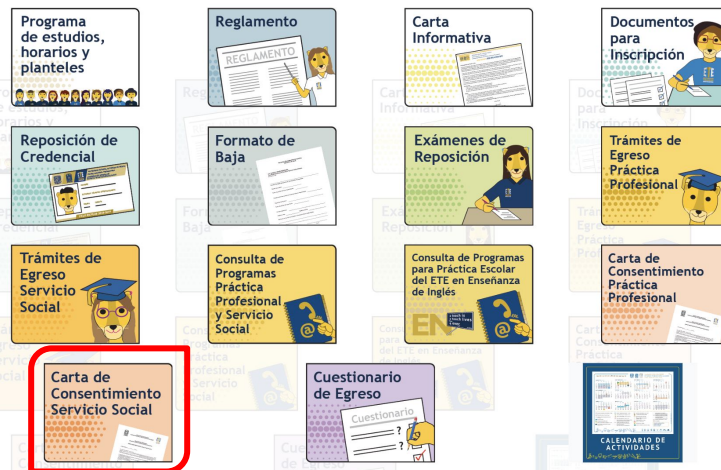 Programa
de estudios,
horarios y
planteles
Reglamento
REGLAMENTO
Carta
Informativa
Documentos
para
Inscripción
Reposición de
Credencial
Formato de
Baja
Exámenes de
Reposición
Trámites de
Egreso
Práctica
Profesional
Trámites de
Egreso
Servicio
Social
Consulta de
Programas
Práctica
Profesional
y Servicio
Social
@
Consulta de Programas
para Práctica Escolar
del ETE en Enseñanza
de Inglés
EN
@
Carta de
Consentimiento
Práctica
Profesional
Carta de
Consentimiento
Servicio Social
Cuestionario
de Egreso
Cuestionario
?
?
CALENDARIO DE
ACTIVIDADES